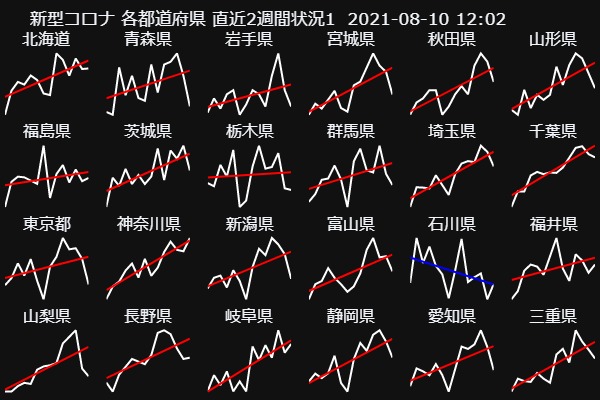 新型コロナ 各都道府県 直近2週間状況1 2021-08-10 12:02
北海道 青森県 岩手県 宮城県 秋田県 山形県
福島県 茨城県 栃木県 群馬県 埼玉県 千葉県
東京都 神奈川県 新潟県 富山県 石川県 福井県
山梨県 長野県 岐阜県 静岡県 愛知県 三重県